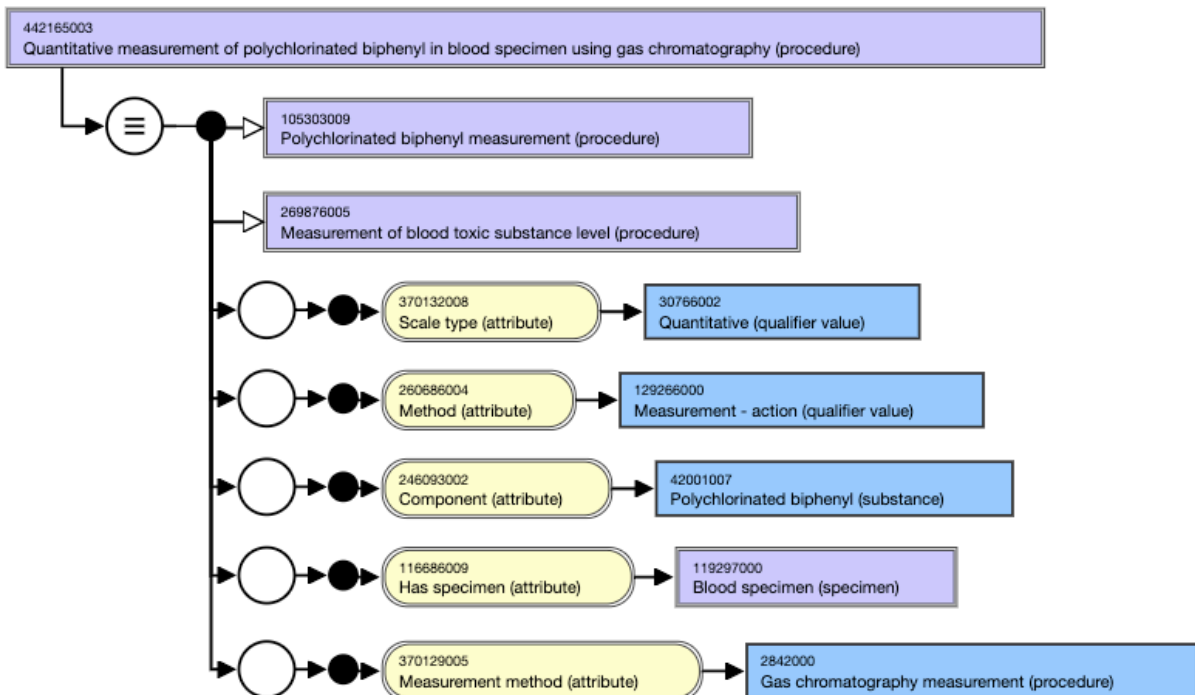 442165003
Quantitative measurement of polychlorinated biphenyl in blood specimen using gas chromatography (procedure)
105303009
Polychlorinated biphenyl measurement (procedure)
269876005
Measurement of blood toxic substance level (procedure)
370132008
Scale type (attribute)
30766002
Quantitative (qualifier value)
260686004
Method (attribute)
129266000
Measurement - action (qualifier value)
246093002
Component (attribute)
42001007
Polychlorinated biphenyl (substance)
116686009
Has specimen (attribute)
119297000
Blood specimen (specimen)
370129005
Measurement method (attribute)
2842000
Gas chromatography measurement (procedure)